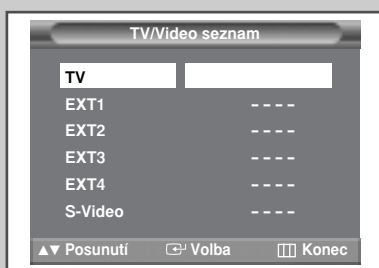 TV/Video seznam
TV
EXT1 - - - -
EXT2 - - - -
EXT3 - - - -
EXT4 - - - -
S-Video - - - -
▲▼ Posunutí Volba Konec